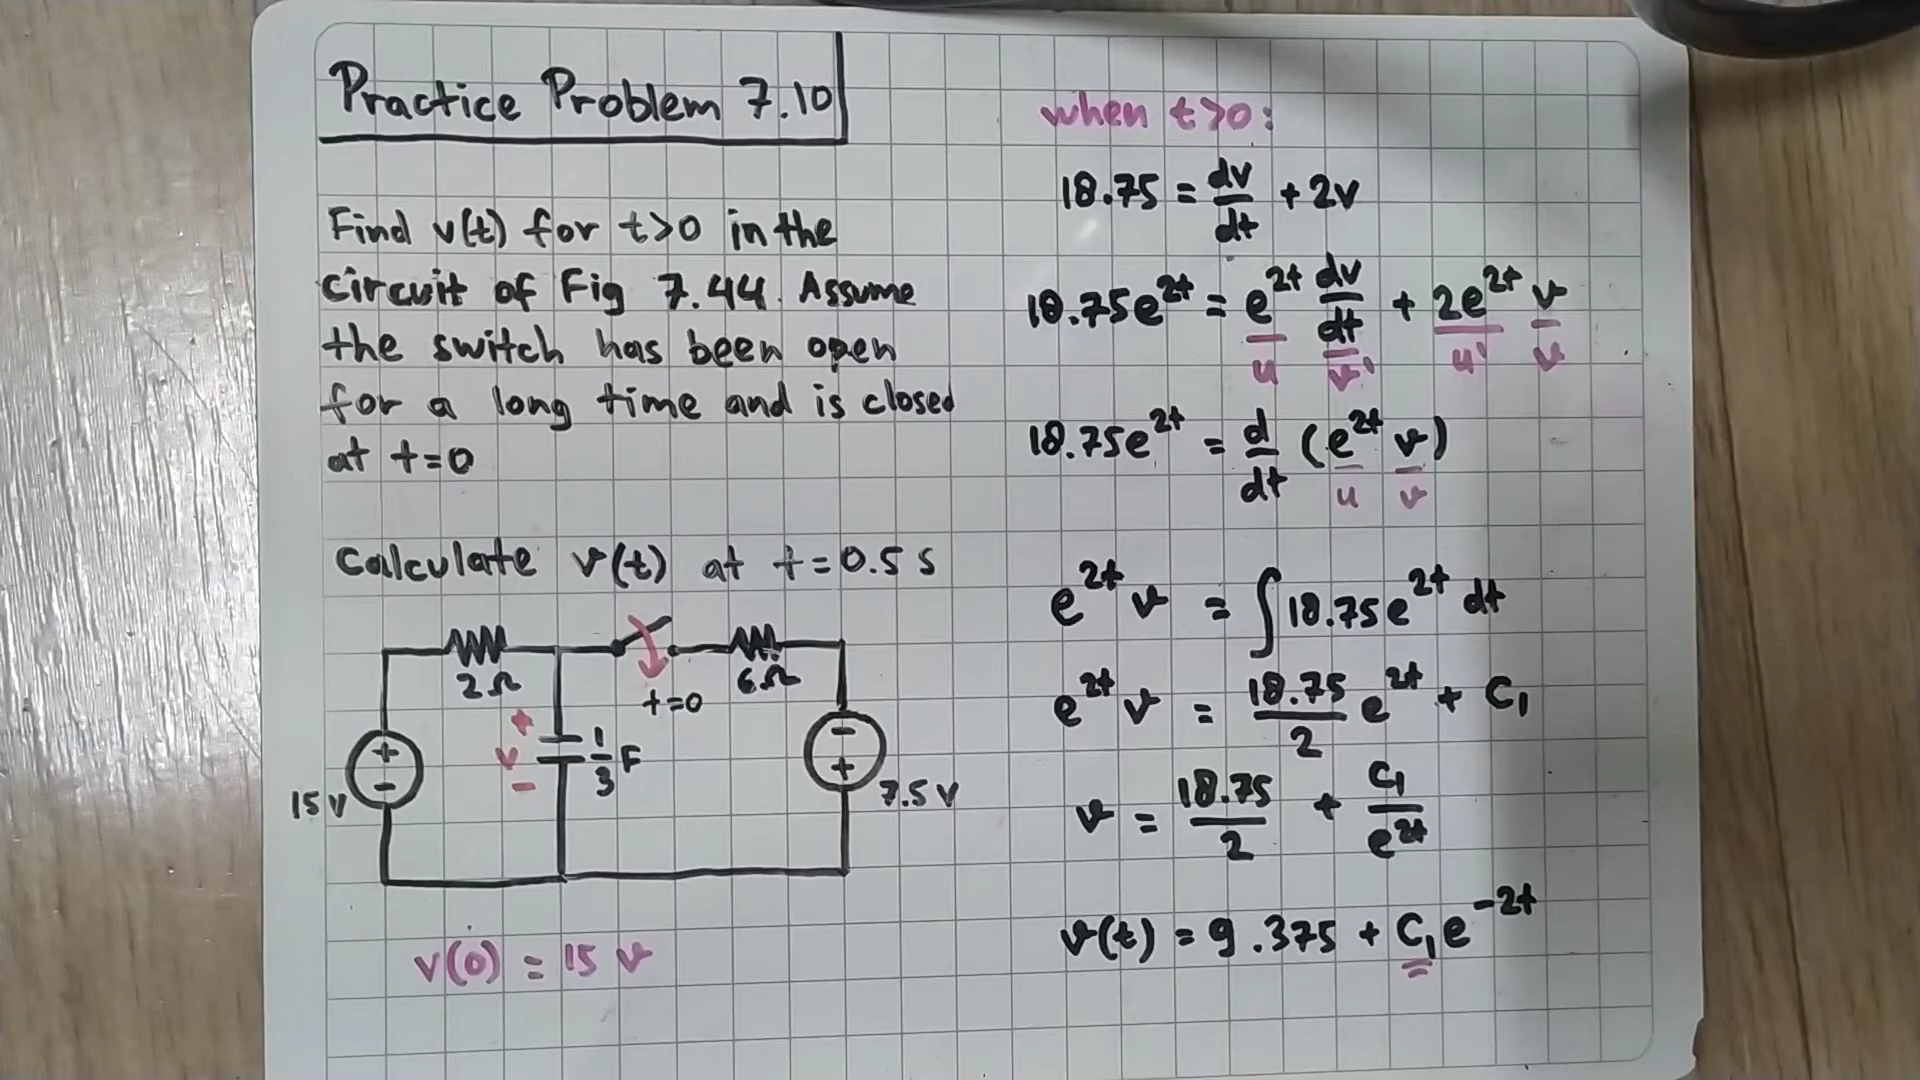 Practice Problem 7.10
Find v(t) for t>0 in the
circuit of Fig 7.44. Assume
the switch has been open
for a long time and is closed
at t=0
Calculate v(t) at t=0.5 s
2Ω
t=0
6Ω
+
v
-
1/3 F
+
-
15 V
-
+
7.5 V
v(0) = 15 v
when t>0:
18.75 = dv/dt + 2v
18.75e^2t = e^2t dv/dt + 2e^2t v
u v' u' v
18.75e^2t = d/dt (e^2t v)
u v
e^2t v = ∫18.75e^2t dt
e^2t v = 18.75/2 e^2t + C₁
v = 18.75/2 + C₁/e^2t
v(t) = 9.375 + C₁e^-2t